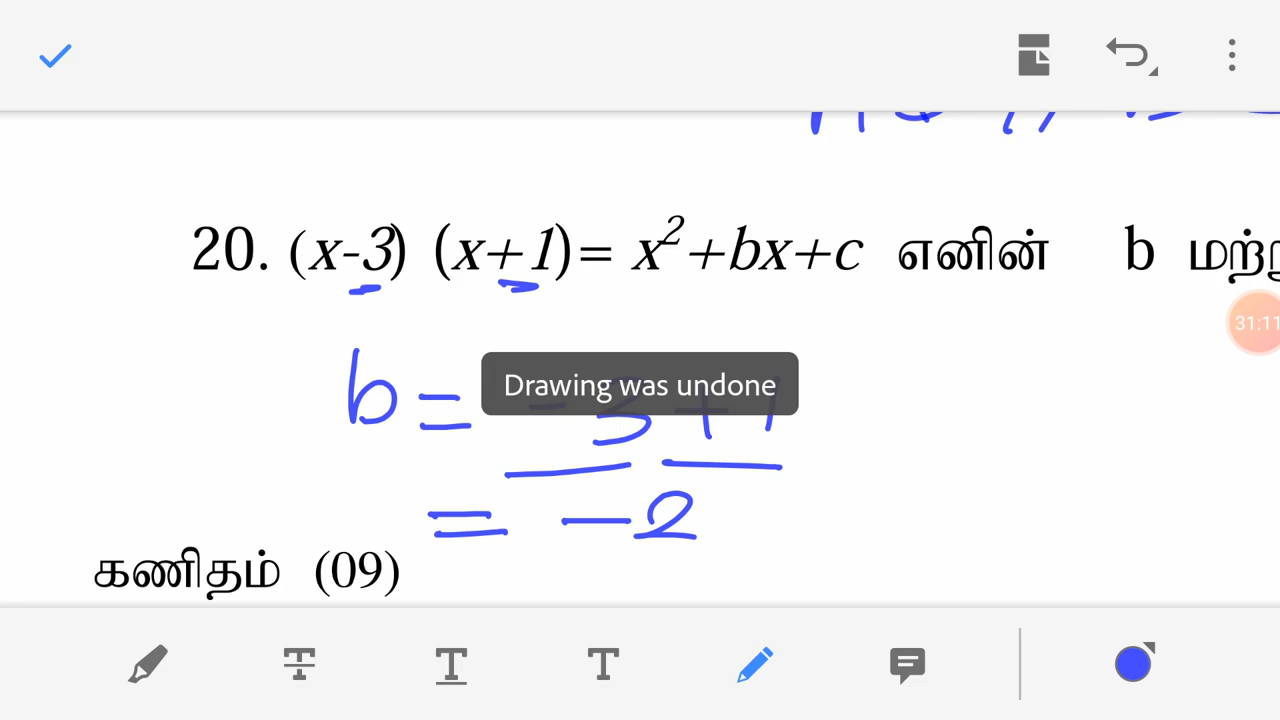 20. (x-3) (x+1)= x²+bx+c எனின் b
31:11
b = -3 + 1
Drawing was undone
= -2
கணிதம் (09)